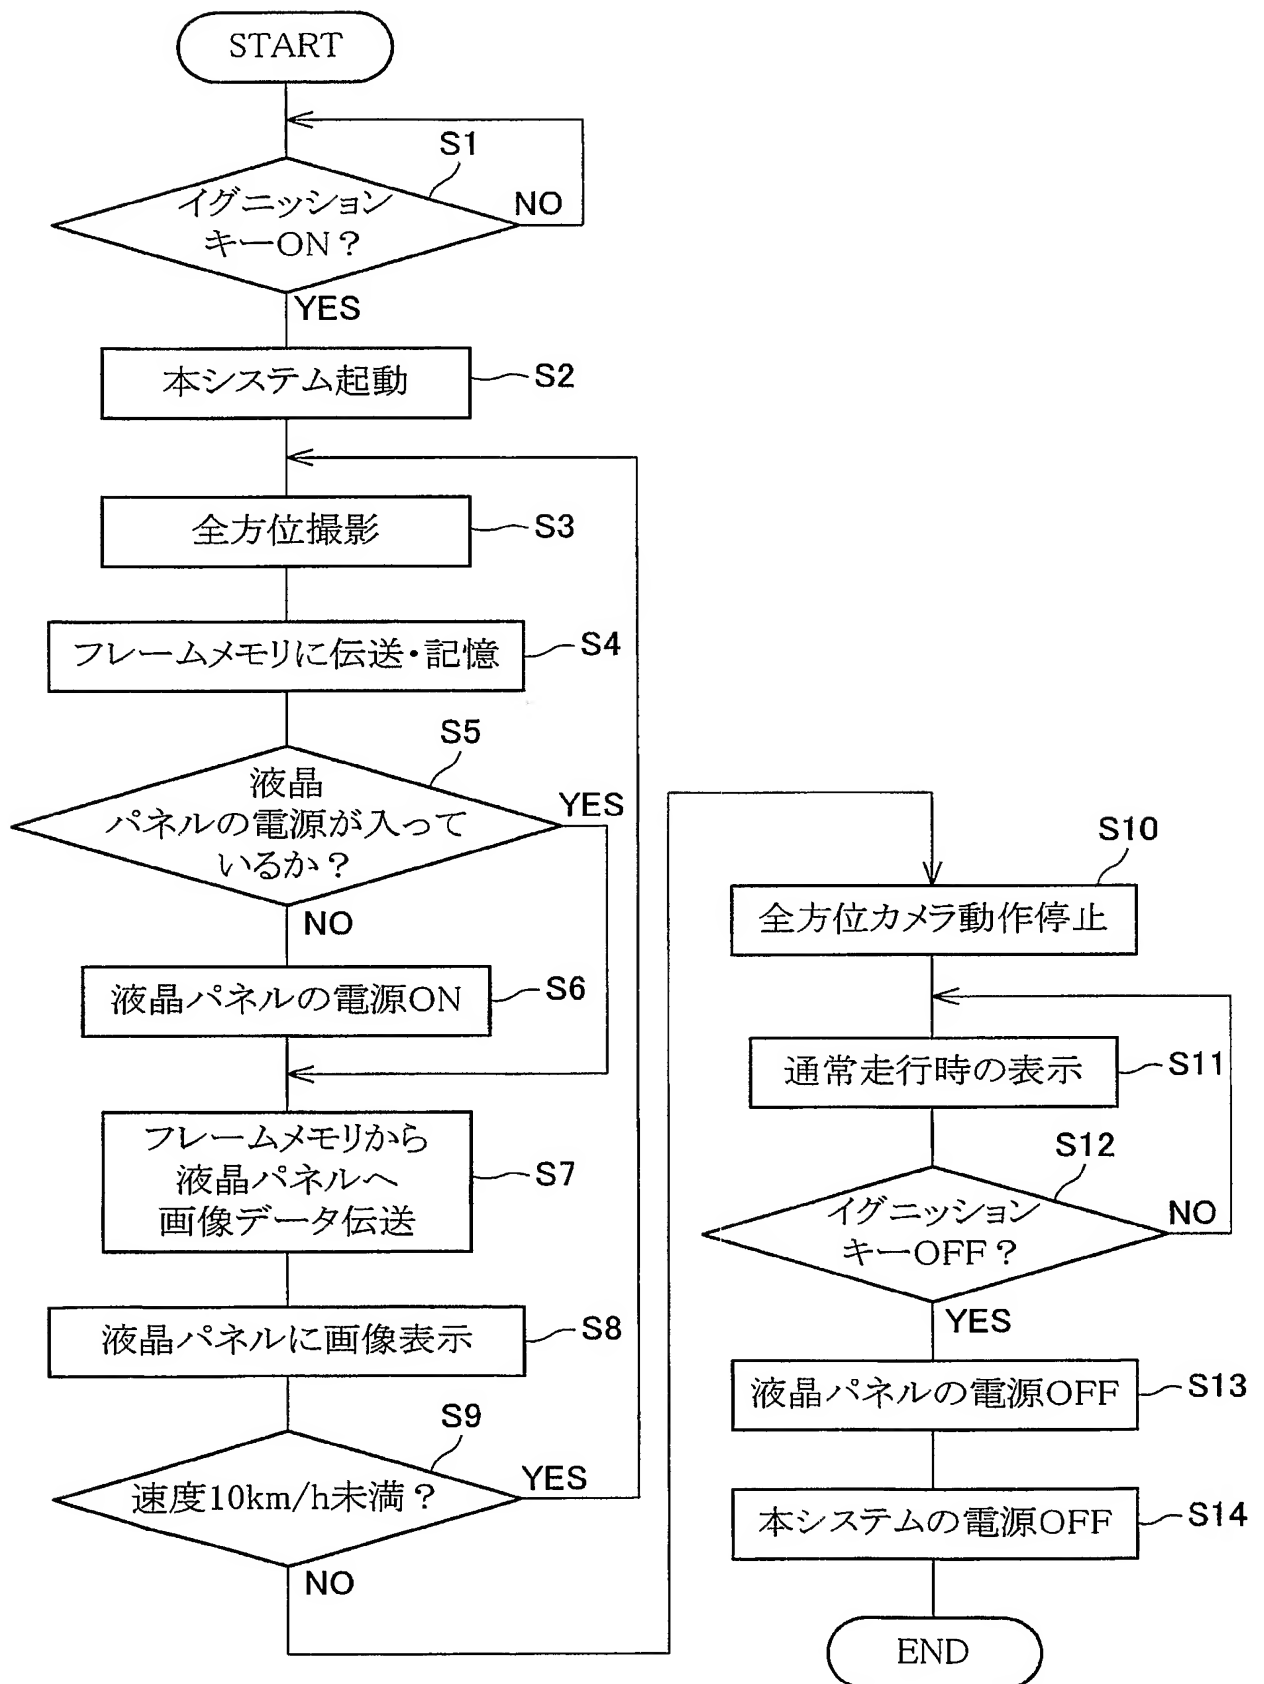 START
S1
イグニッション
キーON？
NO
YES
本システム起動
S2
全方位撮影
S3
フレームメモリに伝送・記憶
S4
S5
液晶
パネルの電源が入って
いるか？
YES
NO
液晶パネルの電源ON
S6
フレームメモリから
液晶パネルへ
画像データ伝送
S7
液晶パネルに画像表示
S8
S9
速度10km/h未満？
YES
NO
S10
全方位カメラ動作停止
通常走行時の表示
S11
S12
イグニッション
キーOFF？
NO
YES
液晶パネルの電源OFF
S13
本システムの電源OFF
S14
END